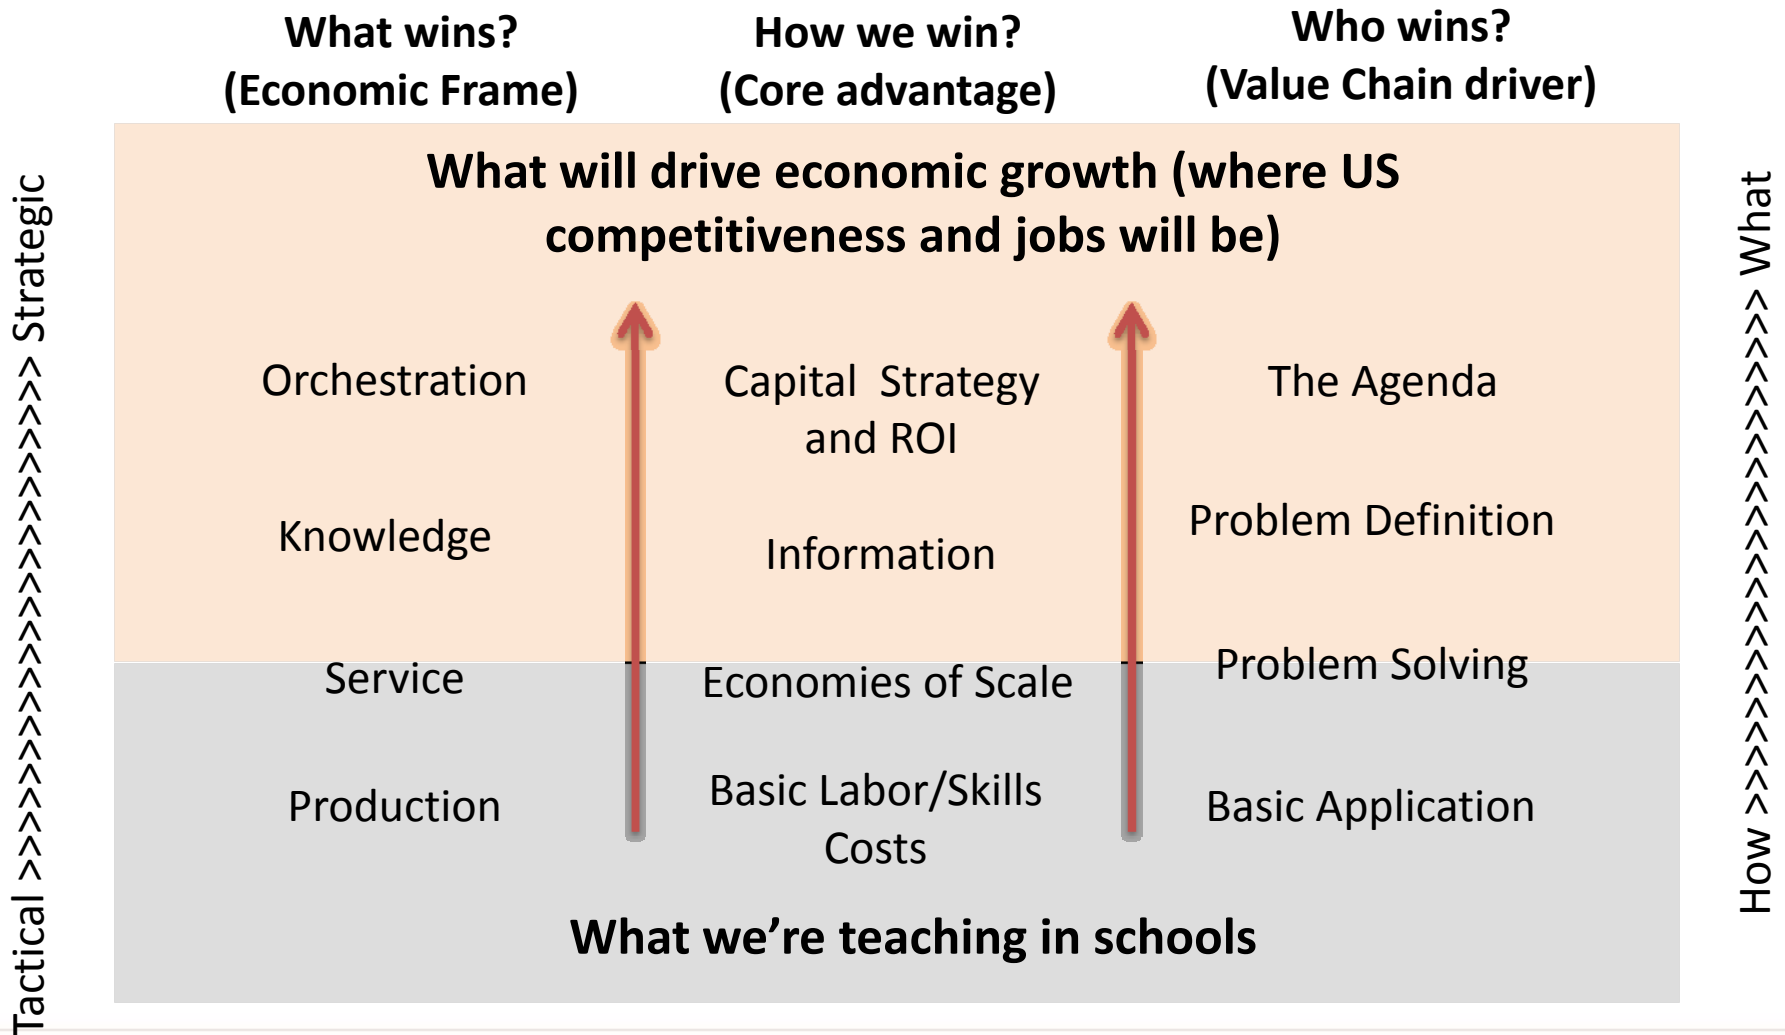 What wins?
(Economic Frame)
How we win?
(Core advantage)
Who wins?
(Value Chain driver)
What will drive economic growth (where US
competitiveness and jobs will be)
Tactical >>>>>>>>>>>>>>>>>>>>>> Strategic
Orchestration
Capital  Strategy
and ROI
The Agenda
Knowledge
Information
Problem Definition
Service
Economies of Scale
Problem Solving
Production
Basic Labor/Skills
Costs
Basic Application
What we’re teaching in schools
How >>>>>>>>>>>>>>>>>>>>>> What